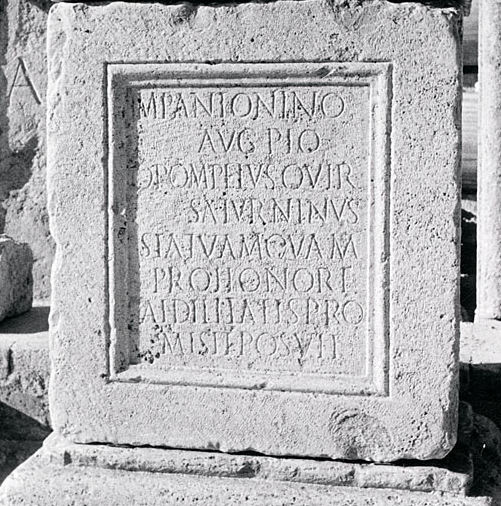 IMP ANTONINO
AVG PIO
Q POMPEIVS QVIR
SATVRNINVS
STATVAM QVAM
PRO HONORE
AEDILITATIS PRO
MISIT POSVIT